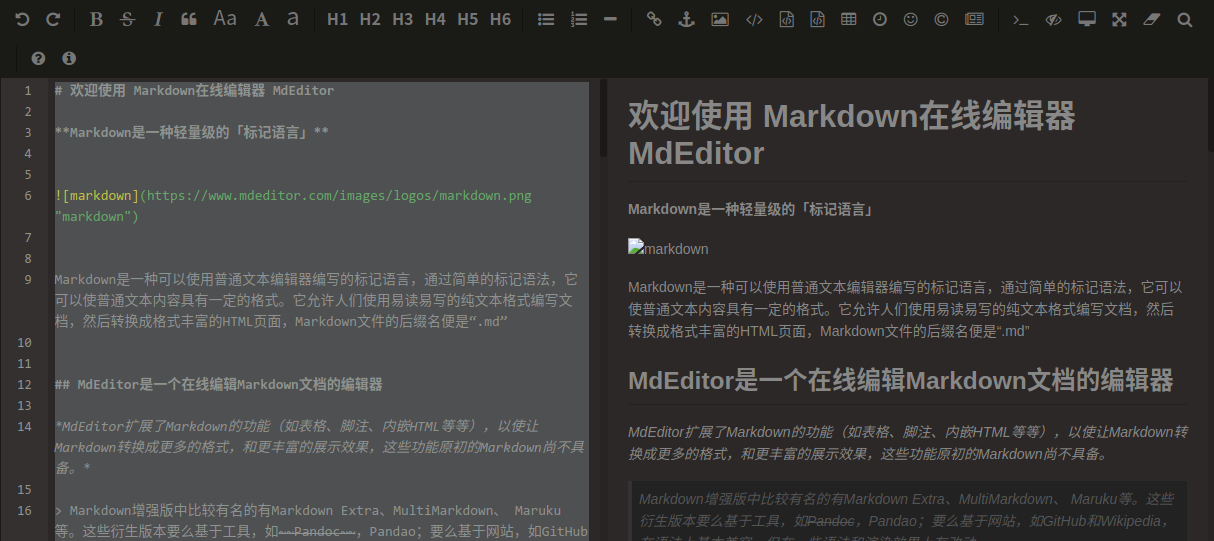 B S I Aa A a H1 H2 H3 H4 H5 H6
1 # 欢迎使用 Markdown在线编辑器 MdEditor
2
3 **Markdown是一种轻量级的「标记语言」**
4
5
6 ![markdown](https://www.mdeditor.com/images/logos/markdown.png
"markdown")
7
8
9 Markdown是一种可以使用普通文本编辑器编写的标记语言，通过简单的标记语法，它
可以使普通文本内容具有一定的格式。它允许人们使用易读易写的纯文本格式编写文
档，然后转换成格式丰富的HTML页面，Markdown文件的后缀名便是“.md”
10
11
12 ## MdEditor是一个在线编辑Markdown文档的编辑器
13
14 *MdEditor扩展了Markdown的功能（如表格、脚注、内嵌HTML等等），以使让
Markdown转换成更多的格式，和更丰富的展示效果，这些功能原初的Markdown尚不具
备。*
15
16 > Markdown增强版中比较有名的有Markdown Extra、MultiMarkdown、 Maruku
等。这些衍生版本要么基于工具，如~~Pandoc~~，Pandao；要么基于网站，如GitHub
欢迎使用 Markdown在线编辑器
MdEditor
Markdown是一种轻量级的「标记语言」
markdown
Markdown是一种可以使用普通文本编辑器编写的标记语言，通过简单的标记语法，它可以使
普通文本内容具有一定的格式。它允许人们使用易读易写的纯文本格式编写文档，然后
转换成格式丰富的HTML页面，Markdown文件的后缀名便是“.md”
MdEditor是一个在线编辑Markdown文档的编辑器
MdEditor扩展了Markdown的功能（如表格、脚注、内嵌HTML等等），以使让Markdown转
换成更多的格式，和更丰富的展示效果，这些功能原初的Markdown尚不具备。
Markdown增强版中比较有名的有Markdown Extra、MultiMarkdown、 Maruku等。这些
衍生版本要么基于工具，如Pandoc，Pandao；要么基于网站，如GitHub和Wikipedia，